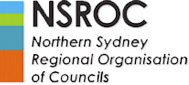 NSROC
Northern Sydney
Regional Organisation
of Councils